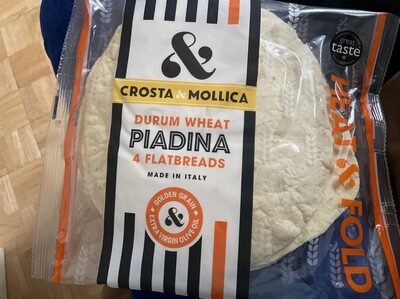 &
CROSTA & MOLLICA
DURUM WHEAT
PIADINA
4 FLATBREADS
MADE IN ITALY
GOLDEN GRAIN
&
EXTRA VIRGIN OLIVE OIL
great
taste
HEAT & FOLD